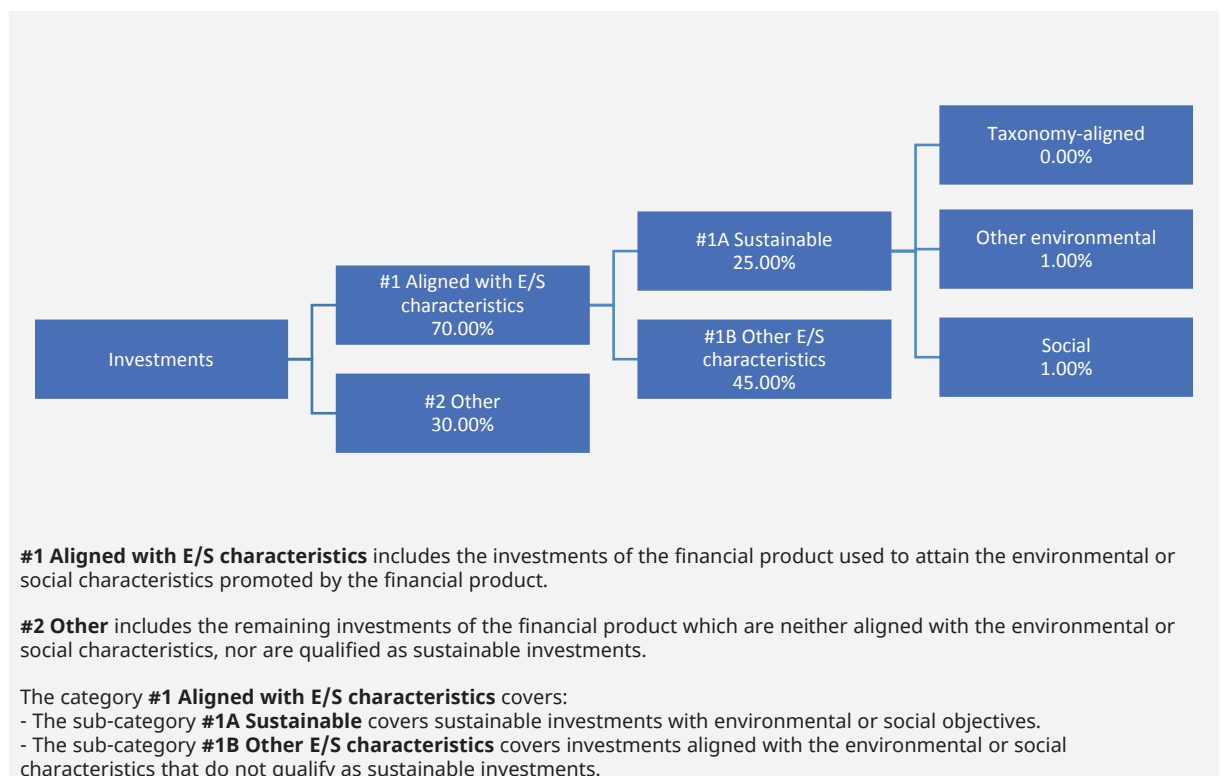 Investments
#1 Aligned with E/S
characteristics
70.00%
#2 Other
30.00%
#1A Sustainable
25.00%
#1B Other E/S
characteristics
45.00%
Taxonomy-aligned
0.00%
Other environmental
1.00%
Social
1.00%
#1 Aligned with E/S characteristics includes the investments of the financial product used to attain the environmental or
social characteristics promoted by the financial product.
#2 Other includes the remaining investments of the financial product which are neither aligned with the environmental or
social characteristics, nor are qualified as sustainable investments.
The category #1 Aligned with E/S characteristics covers:
- The sub-category #1A Sustainable covers sustainable investments with environmental or social objectives.
- The sub-category #1B Other E/S characteristics covers investments aligned with the environmental or social
characteristics that do not qualify as sustainable investments.